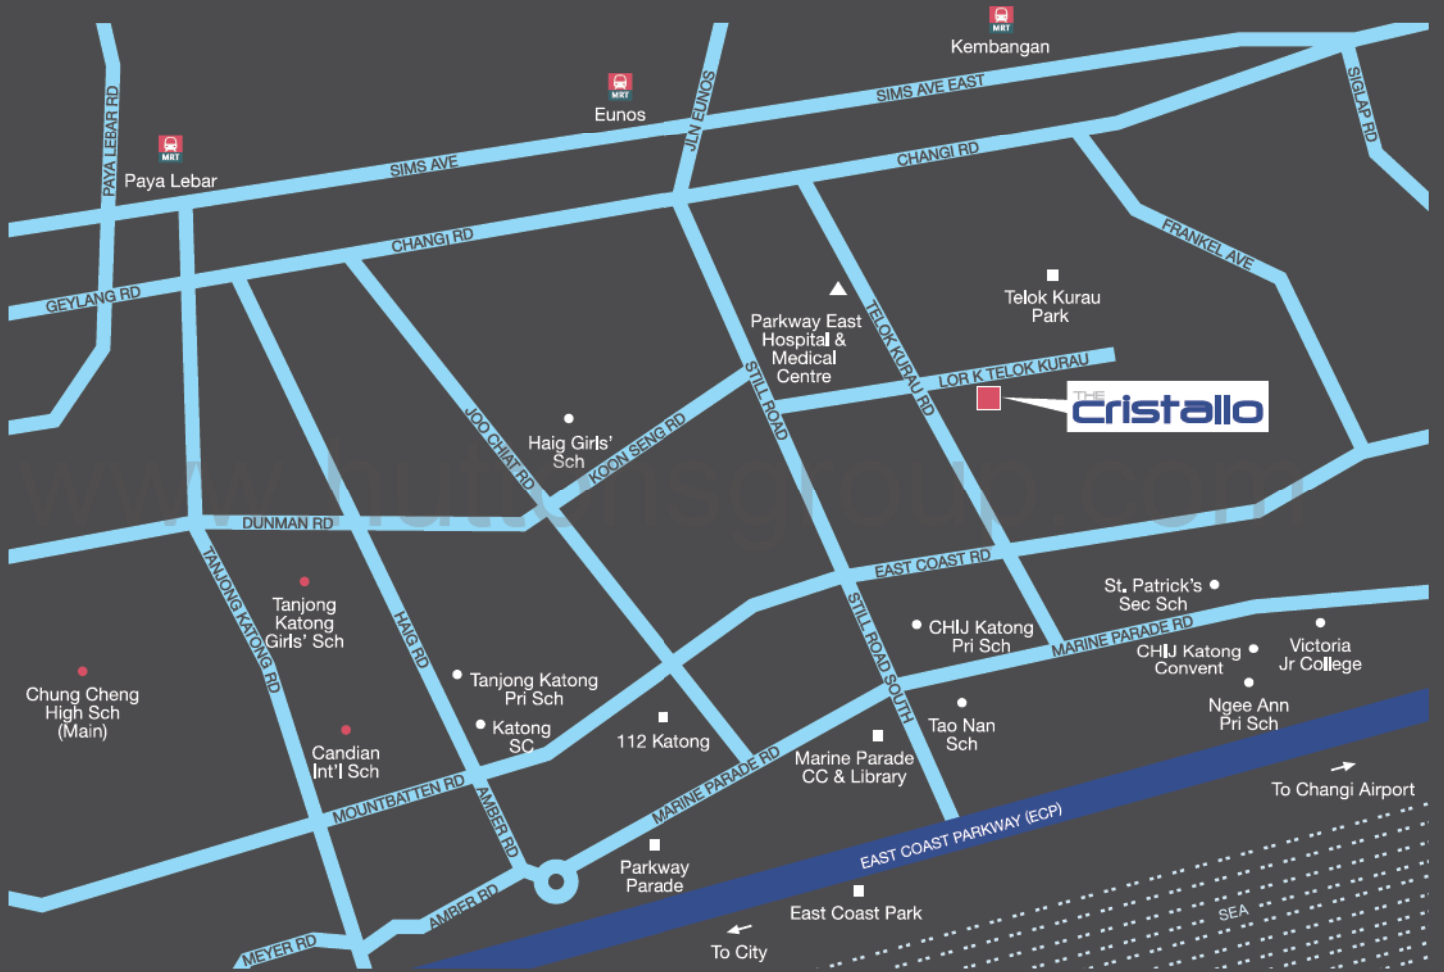 Kembangan
MRT
MRT
Eunos
MRT
Paya Lebar
PAYA LEBAR RD
SIMS AVE
JLN EUNOS
SIMS AVE EAST
SIGLAP RD
CHANGI RD
CHANGI RD
GEYLANG RD
FRANKEL AVE
Telok Kurau
Park
Parkway East
Hospital &
Medical
Centre
TELOK KURAU RD
LOR K TELOK KURAU
THE
cristallo
STILL ROAD
JOO CHIAT RD
Haig Girls'
Sch
KOON SENG RD
www.huttonsgroup.com
DUNMAN RD
EAST COAST RD
TANJONG KATONG RD
Tanjong
Katong
Girls' Sch
HAIG RD
STILL ROAD SOUTH
CHIJ Katong
Pri Sch
St. Patrick's
Sec Sch
MARINE PARADE RD
CHIJ Katong
Convent
Victoria
Jr College
Ngee Ann
Pri Sch
Chung Cheng
High Sch
(Main)
Tanjong Katong
Pri Sch
Katong
SC
Candian
Int'l Sch
112 Katong
Marine Parade
CC & Library
Tao Nan
Sch
MOUNTBATTEN RD
AMBER RD
MARINE PARADE RD
To Changi Airport
EAST COAST PARKWAY (ECP)
Parkway
Parade
East Coast Park
SEA
AMBER RD
MEYER RD
To City